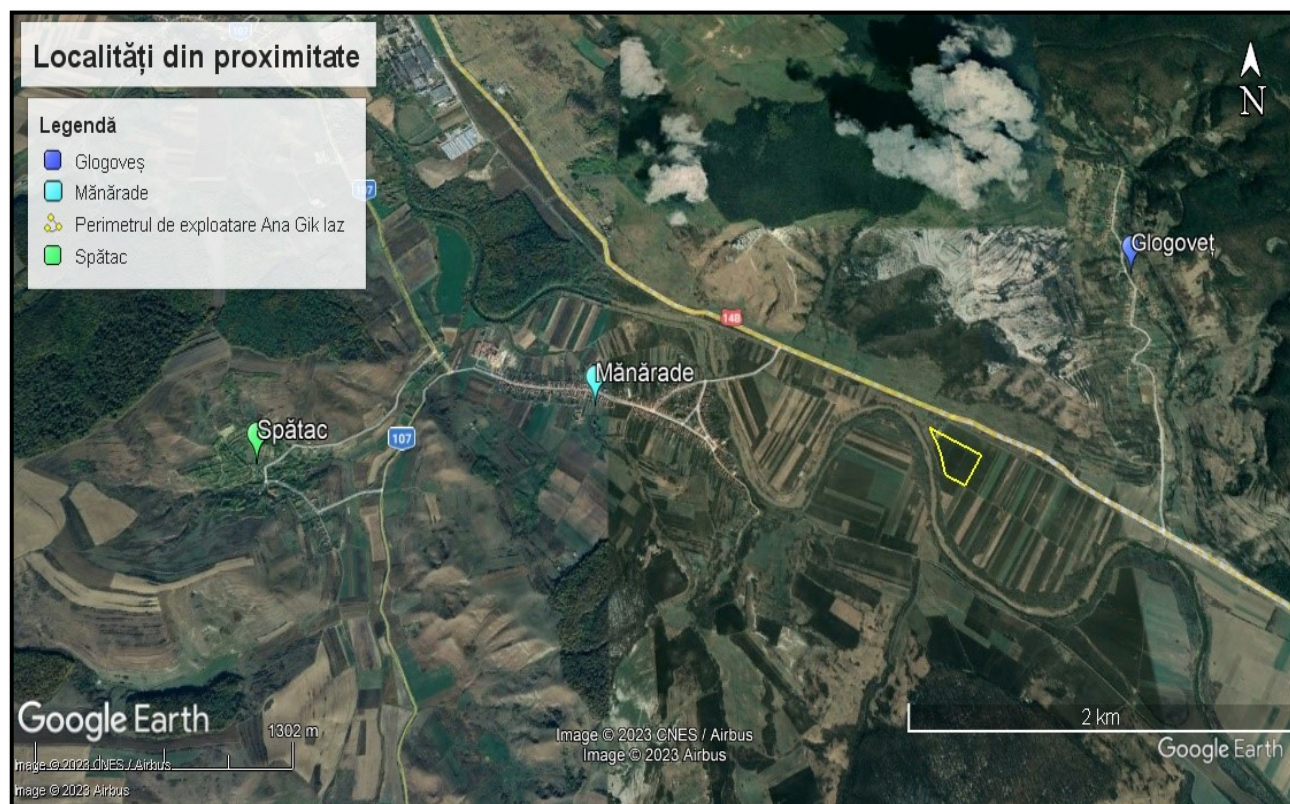 Localități din proximitate
Legendă
Glogoveș
Mănărade
Perimetrul de exploatare Ana Gik Iaz
Spătac
107
107
14B
N
Glogoveț
Mănărade
Spătac
107
Google Earth
1302 m
Image © 2023 CNES / Airbus
Image © 2023 Airbus
Image © 2023 CNES / Airbus
Image © 2023 Airbus
2 km
Google Earth